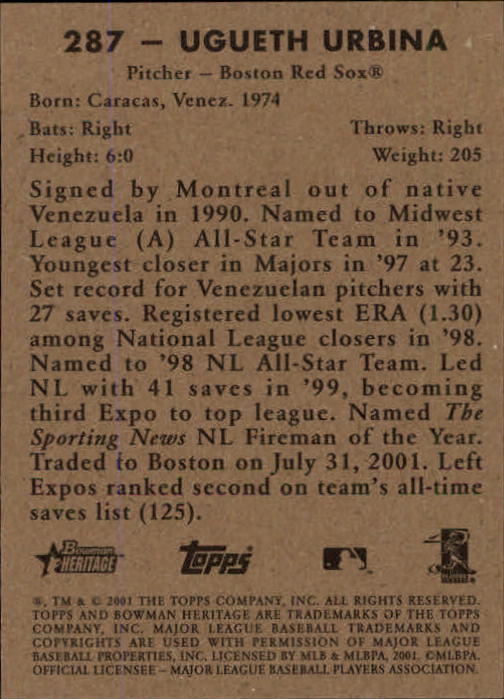 287 – UGUETH URBINA
Pitcher – Boston Red Sox®
Born: Caracas, Venez. 1974
Bats: Right Throws: Right
Height: 6:0 Weight: 205
Signed by Montreal out of native
Venezuela in 1990. Named to Midwest
League (A) All-Star Team in '93.
Youngest closer in Majors in '97 at 23.
Set record for Venezuelan pitchers with
27 saves. Registered lowest ERA (1.30)
among National League closers in '98.
Named to '98 NL All-Star Team. Led
NL with 41 saves in '99, becoming
third Expo to top league. Named The
Sporting News NL Fireman of the Year.
Traded to Boston on July 31, 2001. Left
Expos ranked second on team's all-time
saves list (125).
Bowman HERITAGE Topps
®, TM & © 2001 THE TOPPS COMPANY, INC. ALL RIGHTS RESERVED.
TOPPS AND BOWMAN HERITAGE ARE TRADEMARKS OF THE TOPPS
COMPANY, INC. MAJOR LEAGUE BASEBALL TRADEMARKS AND
COPYRIGHTS ARE USED WITH PERMISSION OF MAJOR LEAGUE
BASEBALL PROPERTIES, INC. LICENSED BY MLB & MLBPA, 2001. ©MLBPA.
OFFICIAL LICENSEE – MAJOR LEAGUE BASEBALL PLAYERS ASSOCIATION.